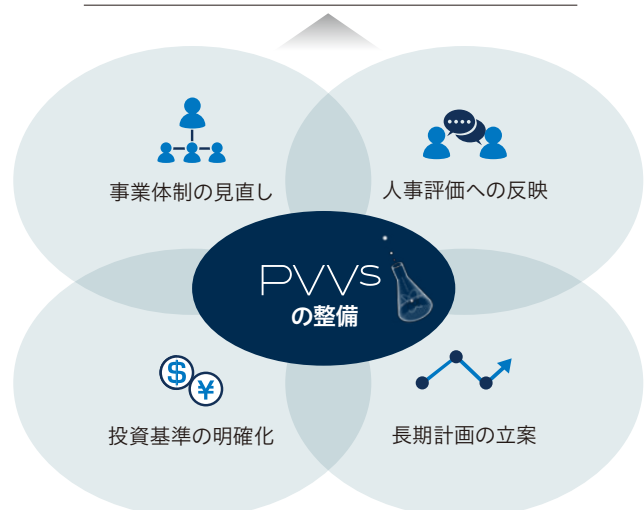 事業体制の見直し
人事評価への反映
PVVs
の整備
$
¥
投資基準の明確化
長期計画の立案